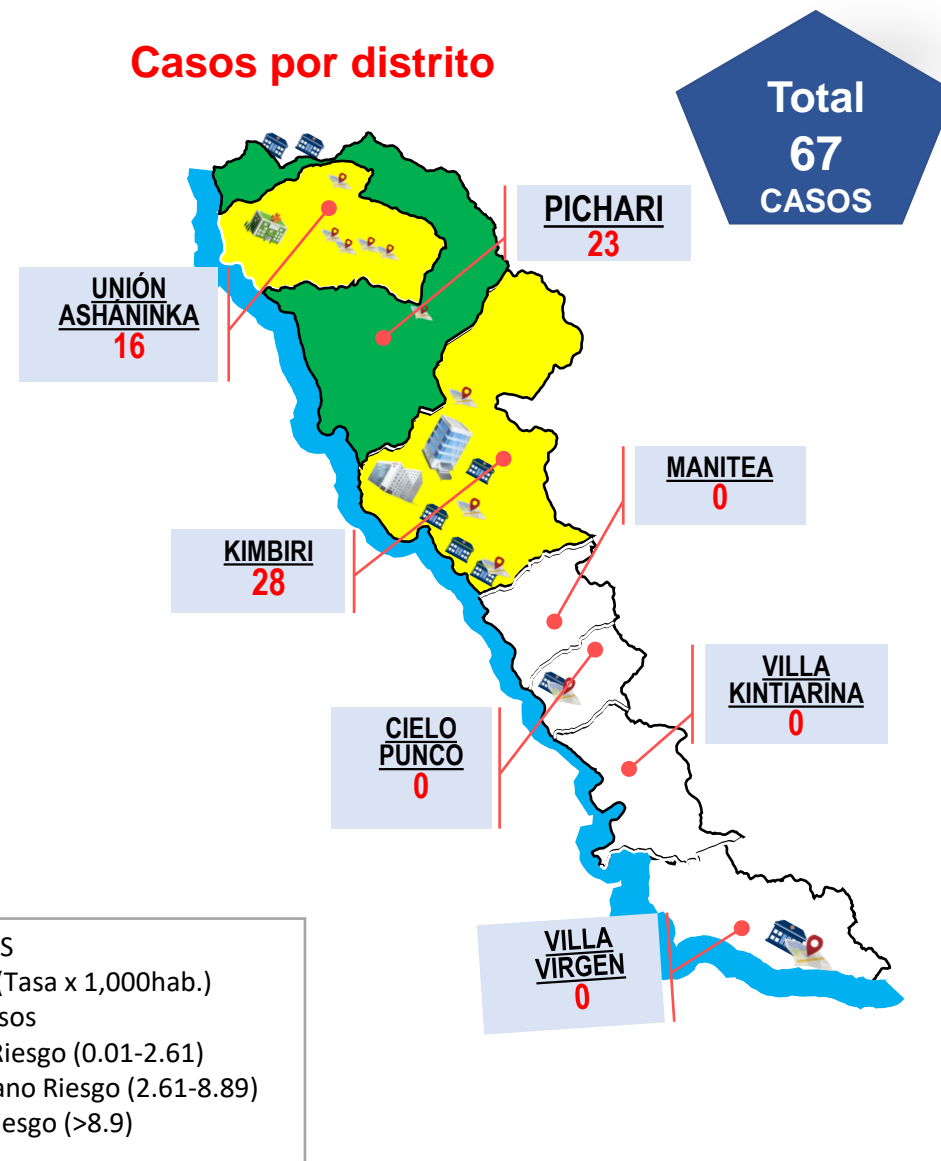 Casos por distrito
Total
67
CASOS
PICHARI
23
UNIÓN
ASHÁNINKA
16
MANITEA
0
KIMBIRI
28
VILLA
KINTIARINA
0
CIELO
PUNCO
0
VILLA
VIRGEN
0
S
(Tasa x 1,000hab.)
sos
Riesgo (0.01-2.61)
ano Riesgo (2.61-8.89)
iesgo (>8.9)